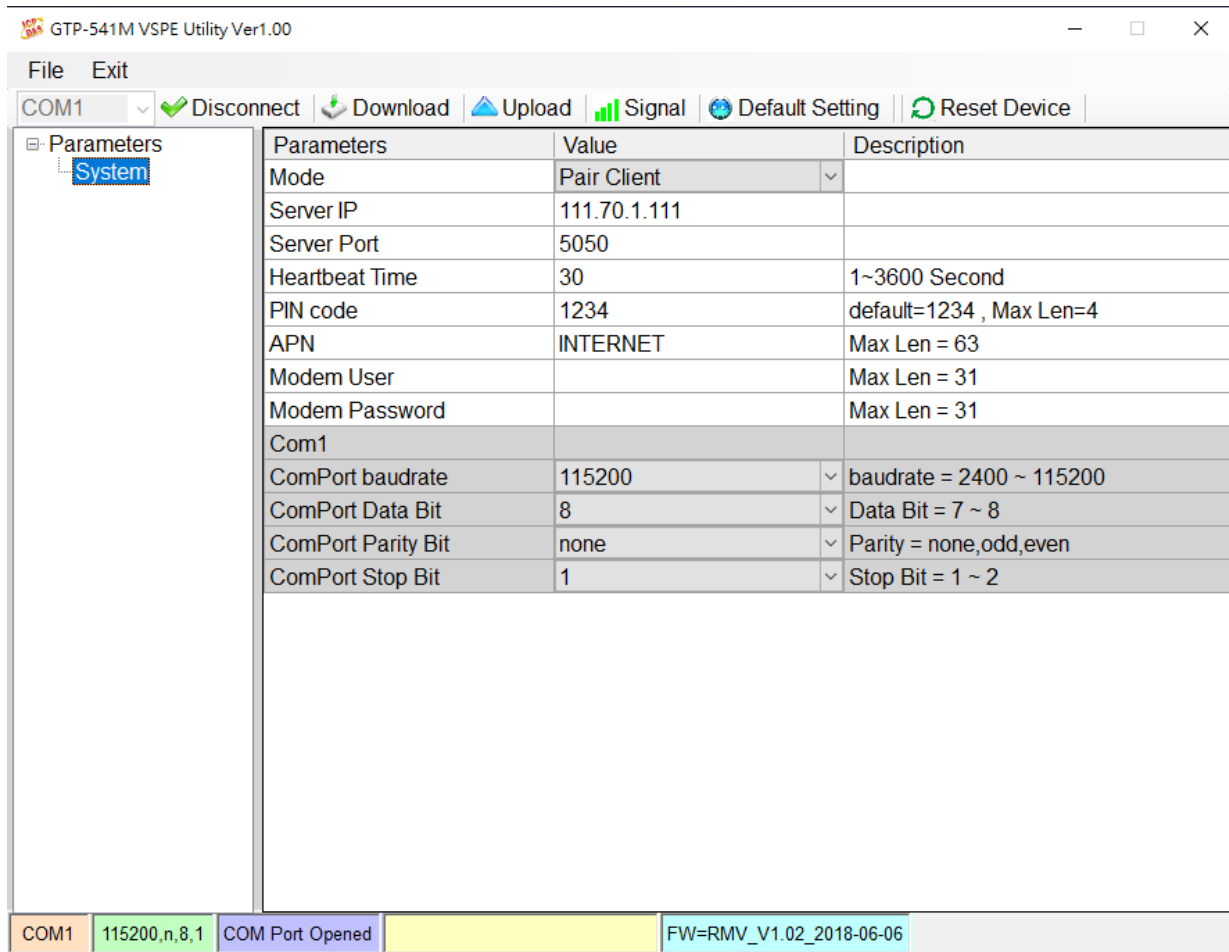 GTP-541M VSPE Utility Ver1.00
File Exit
COM1 Disconnect Download Upload Signal Default Setting Reset Device
Parameters
System
Parameters Value Description
Mode Pair Client
Server IP 111.70.1.111
Server Port 5050
Heartbeat Time 30 1~3600 Second
PIN code 1234 default=1234 , Max Len=4
APN INTERNET Max Len = 63
Modem User Max Len = 31
Modem Password Max Len = 31
Com1
ComPort baudrate 115200 baudrate = 2400 ~ 115200
ComPort Data Bit 8 Data Bit = 7 ~ 8
ComPort Parity Bit none Parity = none,odd,even
ComPort Stop Bit 1 Stop Bit = 1 ~ 2
COM1 115200,n,8,1 COM Port Opened FW=RMV_V1.02_2018-06-06